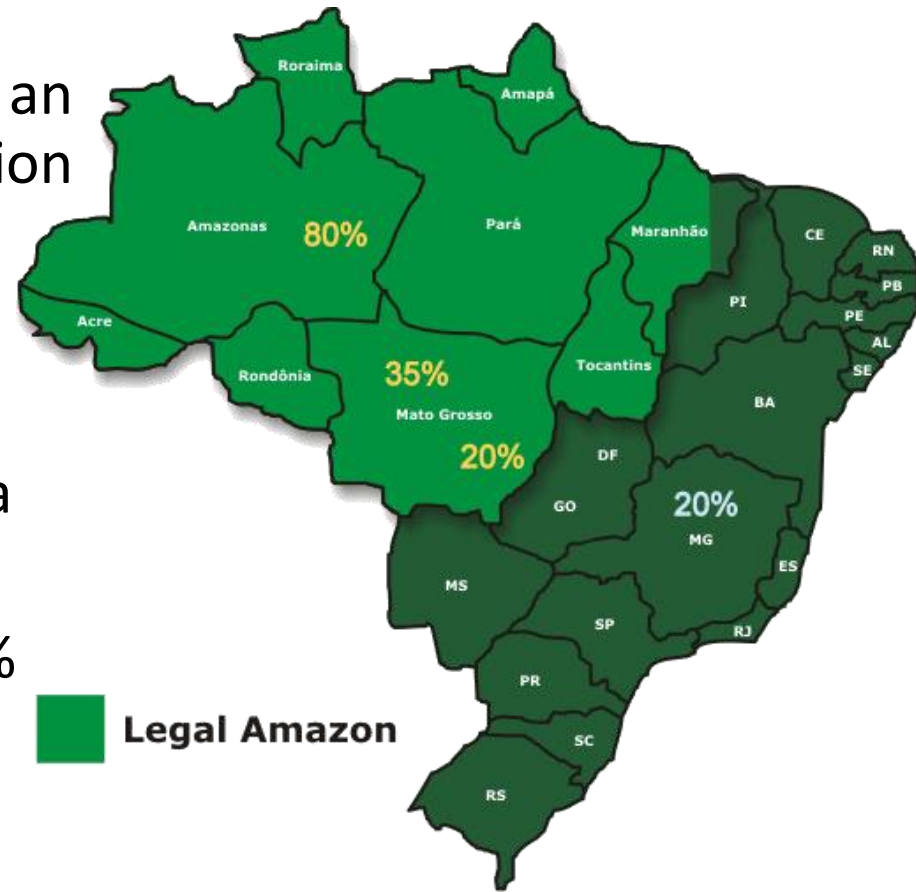 Roraima
an
Amapá
ion
Amazonas
80%
Pará
Maranhão
CE
RN
PB
PI
PE
Acre
AL
SE
Rondônia
35%
Tocantins
Mato Grosso
BA
20%
DF
a
GO
20%
MG
ES
MS
SP
RJ
%
PR
Legal Amazon
SC
RS